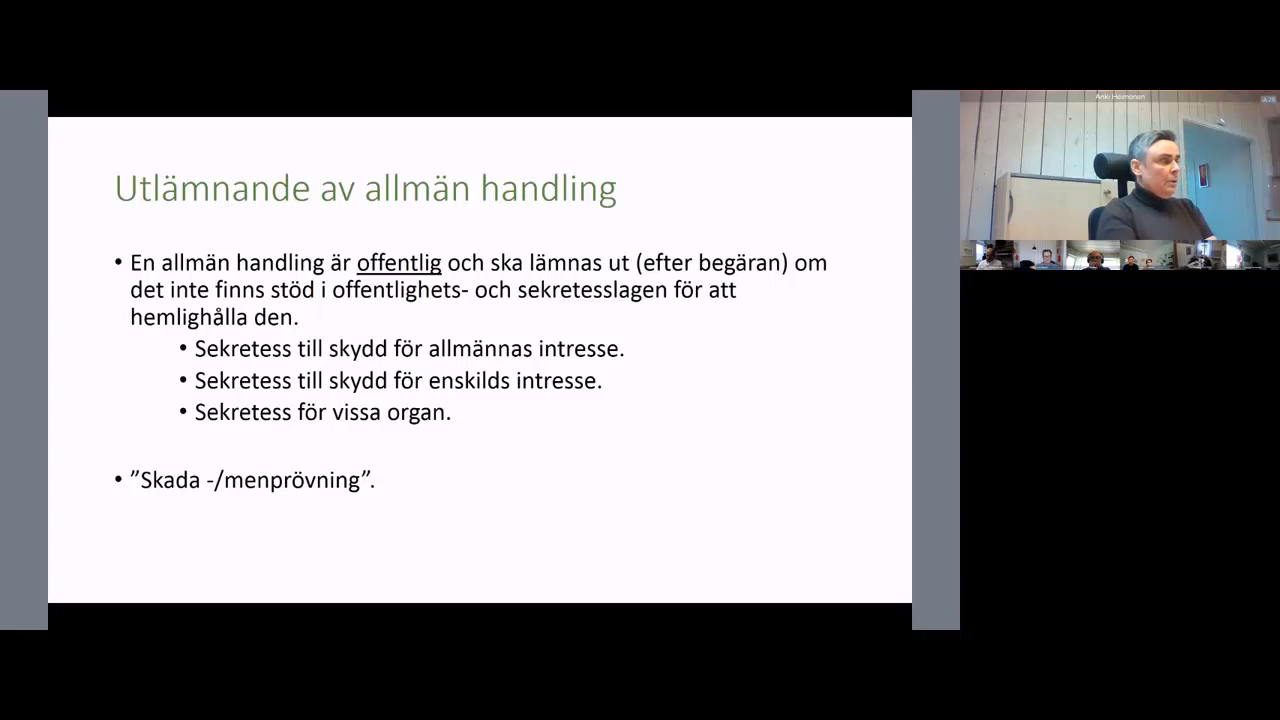 Utlämnande av allmän handling
• En allmän handling är offentlig och ska lämnas ut (efter begäran) om
det inte finns stöd i offentlighets- och sekretesslagen för att
hemlighålla den.
• Sekretess till skydd för allmännas intresse.
• Sekretess till skydd för enskilds intresse.
• Sekretess för vissa organ.
• ”Skada -/menprövning”.
Anki Heimonen